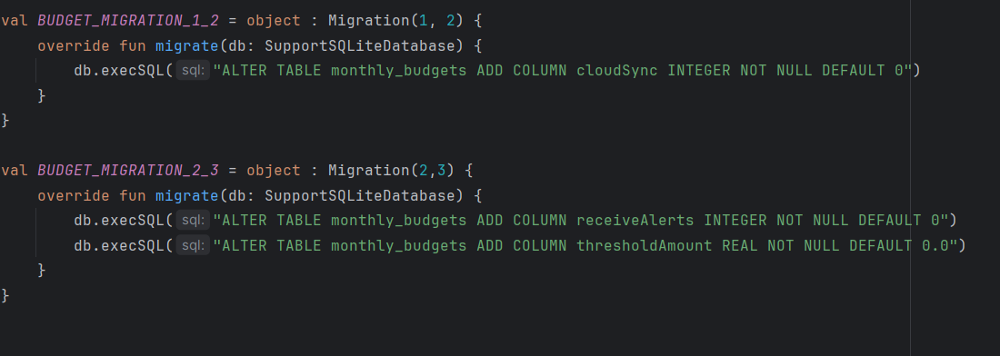 val BUDGET_MIGRATION_1_2 = object : Migration(1, 2) {
    override fun migrate(db: SupportSQLiteDatabase) {
        db.execSQL( sql: "ALTER TABLE monthly_budgets ADD COLUMN cloudSync INTEGER NOT NULL DEFAULT 0")
    }
}
val BUDGET_MIGRATION_2_3 = object : Migration(2,3) {
    override fun migrate(db: SupportSQLiteDatabase) {
        db.execSQL( sql: "ALTER TABLE monthly_budgets ADD COLUMN receiveAlerts INTEGER NOT NULL DEFAULT 0")
        db.execSQL( sql: "ALTER TABLE monthly_budgets ADD COLUMN thresholdAmount REAL NOT NULL DEFAULT 0.0")
    }
}